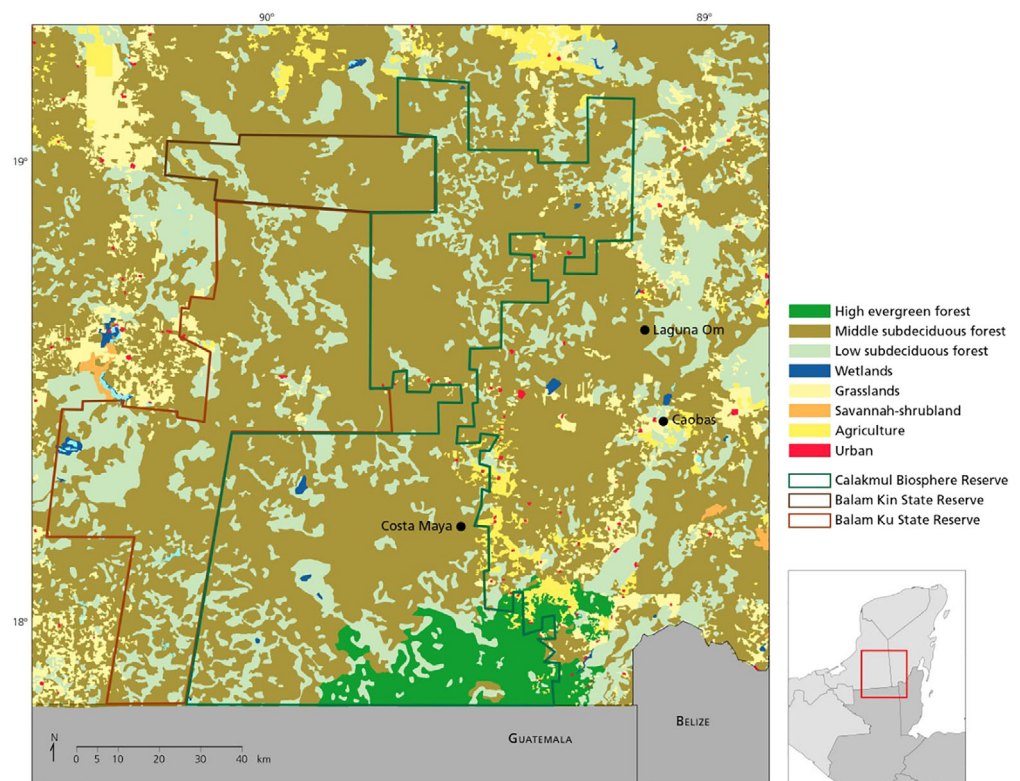 90°
89°
19°
18°
Laguna Om
Caobas
Costa Maya
GUATEMALA
BELIZE
N
0 5 10 20 30 40 km
High evergreen forest
Middle subdeciduous forest
Low subdeciduous forest
Wetlands
Grasslands
Savannah-shrubland
Agriculture
Urban
Calakmul Biosphere Reserve
Balam Kin State Reserve
Balam Ku State Reserve